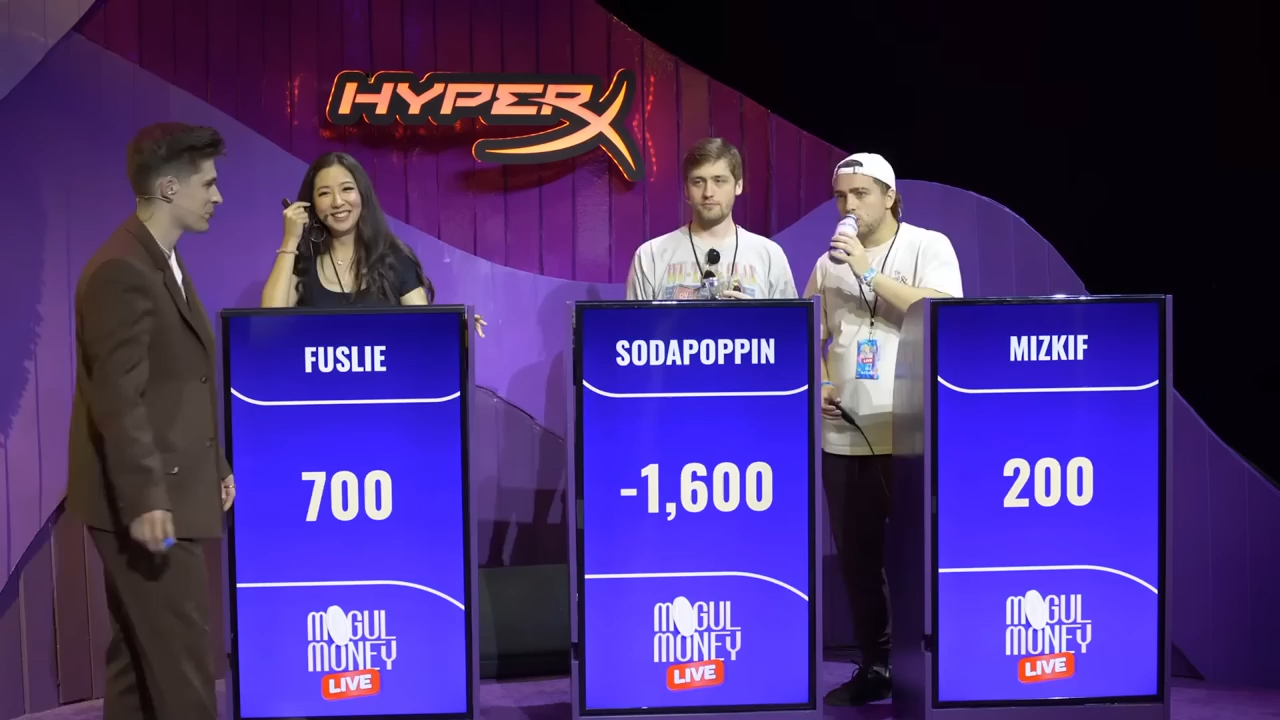 HYPERX
FUSLIE
700
MOGUL
MONEY
LIVE
SODAPOPPIN
-1,600
MOGUL
MONEY
LIVE
MIZKIF
200
MOGUL
MONEY
LIVE